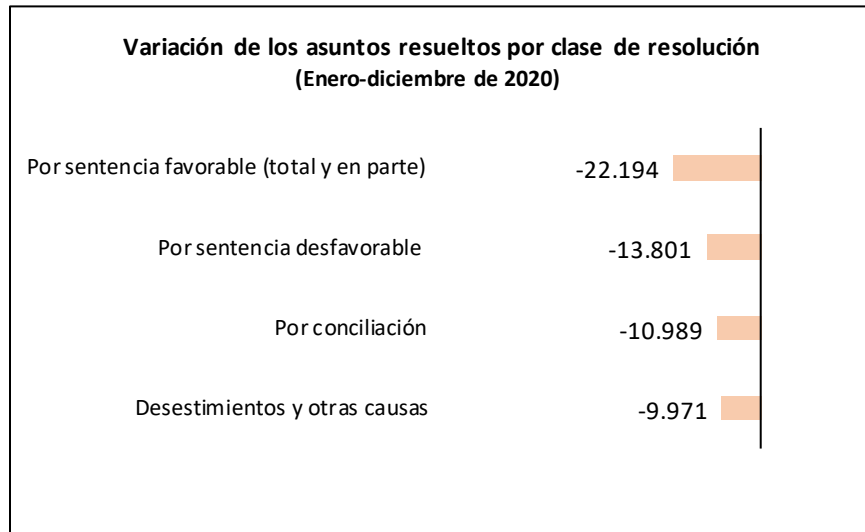 Variación de los asuntos resueltos por clase de resolución
(Enero-diciembre de 2020)
Por sentencia favorable (total y en parte)
-22.194
Por sentencia desfavorable
-13.801
Por conciliación
-10.989
Desestimientos y otras causas
-9.971